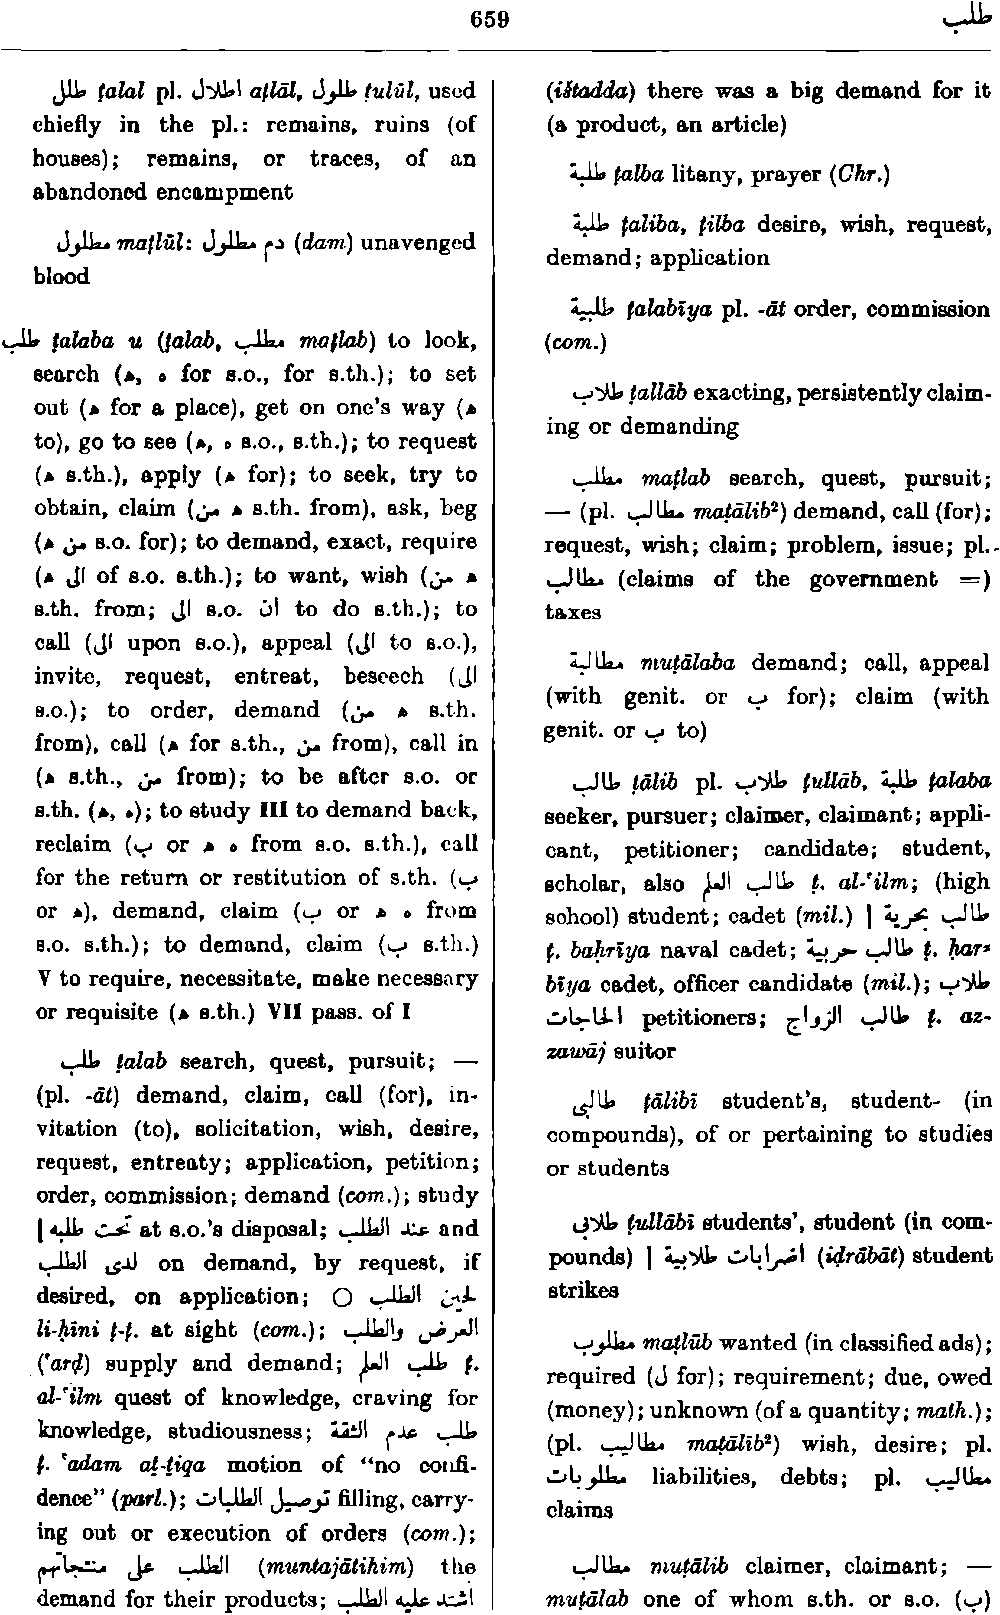 659
طلب
طلل ṭalal pl. اطلال aṭlāl, طلول ṭulūl, used
chiefly in the pl.: remains, ruins (of
houses); remains, or traces, of an
abandoned encampment
مطلول maṭlūl: دم مطلول (dam) unavenged
blood
طلب ṭalaba u (ṭalab, مطلب maṭlab) to look,
search (ه, ه for s.o., for s.th.); to set
out (ه for a place), get on one's way (ه
to), go to see (ه, ه s.o., s.th.); to request
(ه s.th.), apply (ه for); to seek, try to
obtain, claim (من ه s.th. from), ask, beg
(ه من s.o. for); to demand, exact, require
(ه الى of s.o. s.th.); to want, wish (ه من
s.th. from; الى s.o. ان to do s.th.); to
call (الى upon s.o.), appeal (الى to s.o.),
invite, request, entreat, beseech (الى
s.o.); to order, demand (ه من s.th.
from), call (ه for s.th., من from), call in
(ه s.th., من from); to be after s.o. or
s.th. (ه, ه); to study III to demand back,
reclaim (ب or ه ه from s.o. s.th.), call
for the return or restitution of s.th. (ب
or ه), demand, claim (ب or ه ه from
s.o. s.th.); to demand, claim (ب s.th.)
V to require, necessitate, make necessary
or requisite (ه s.th.) VII pass. of I
طلب ṭalab search, quest, pursuit; —
(pl. -āt) demand, claim, call (for), in-
vitation (to), solicitation, wish, desire,
request, entreaty; application, petition;
order, commission; demand (com.); study
| تحت طلبه at s.o.'s disposal; عند الطلب and
لدى الطلب on demand, by request, if
desired, on application; ○ لحين الطلب
li-ḥīni ṭ-ṭ. at sight (com.); العرض والطلب
(ʿarḍ) supply and demand; طلب العلم ṭ.
al-ʿilm quest of knowledge, craving for
knowledge, studiousness; طلب عدم الثقة
ṭ. ʿadam aṯ-ṯiqa motion of “no confi-
dence” (parl.); توصيل الطلبات filling, carry-
ing out or execution of orders (com.);
الطلب على منتجاتهم (muntajātihim) the
demand for their products; اشتد عليه الطلب
(ištadda) there was a big demand for it
(a product, an article)
طلبة ṭalba litany, prayer (Chr.)
طلبة ṭaliba, ṭilba desire, wish, request,
demand; application
طلبية ṭalabīya pl. -āt order, commission
(com.)
طلاب ṭallāb exacting, persistently claim-
ing or demanding
مطلب maṭlab search, quest, pursuit;
— (pl. مطالب maṭālib²) demand, call (for);
request, wish; claim; problem, issue; pl.
مطالب (claims of the government =)
taxes
مطالبة muṭālaba demand; call, appeal
(with genit. or ب for); claim (with
genit. or ب to)
طالب ṭālib pl. طلاب ṭullāb, طلبة ṭalaba
seeker, pursuer; claimer, claimant; appli-
cant, petitioner; candidate; student,
scholar, also طالب العلم ṭ. al-ʿilm; (high
school) student; cadet (mil.) | طالب بحرية
ṭ. baḥrīya naval cadet; طالب حربية ṭ. ḥar-
bīya cadet, officer candidate (mil.); طلاب
الحاجات petitioners; طالب الزواج ṭ. az-
zawāj suitor
طالبى ṭālibī student's, student- (in
compounds), of or pertaining to studies
or students
طلابى ṭullābī students', student (in com-
pounds) | اضرابات طلابية (iḍrābāt) student
strikes
مطلوب maṭlūb wanted (in classified ads);
required (ل for); requirement; due, owed
(money); unknown (of a quantity; math.);
(pl. مطاليب maṭālib²) wish, desire; pl.
مطلوبات liabilities, debts; pl. مطاليب
claims
مطالب muṭālib claimer, claimant; —
muṭālab one of whom s.th. or s.o. (ب)